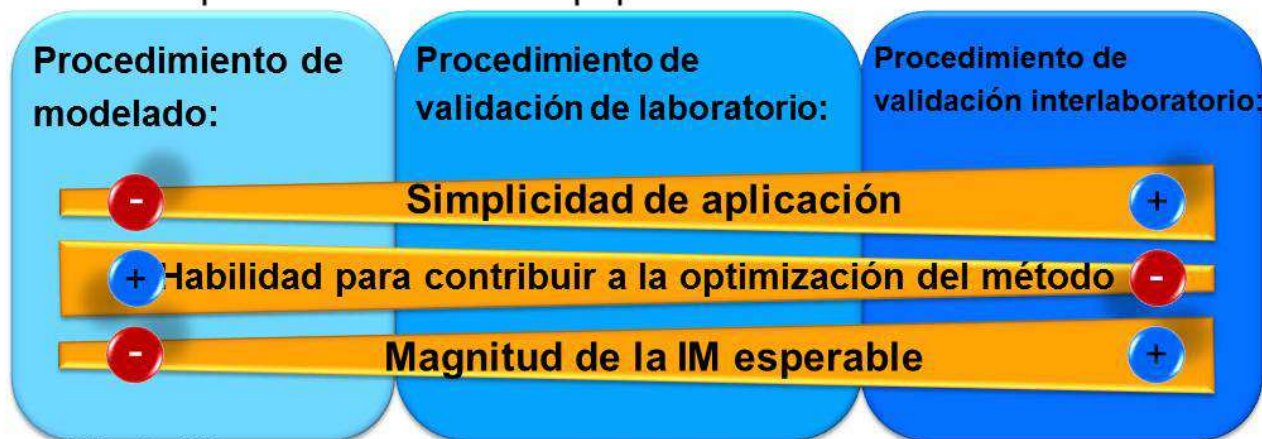 Procedimiento de
modelado:
Procedimiento de
validación de laboratorio:
Procedimiento de
validación interlaboratorio:
- Simplicidad de aplicación +
+ Habilidad para contribuir a la optimización del método -
- Magnitud de la IM esperable +